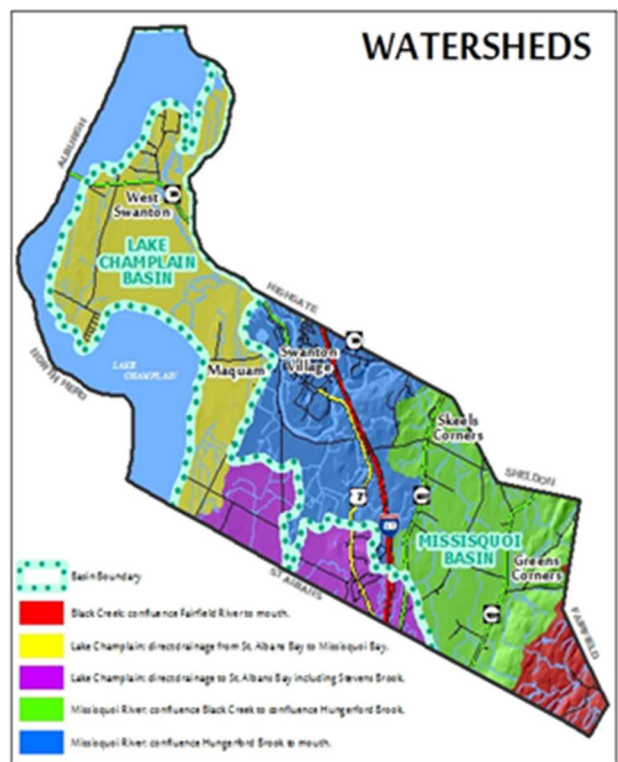 WATERSHEDS
ALBURGH
West
Swanton
LAKE
CHAMPLAIN
BASIN
HIGHGATE
NORTH HERO
LAKE
CHAMPLAIN
Maquam
Swanton
Village
Skeels
Corners
SHELDON
7
MISSISQUOI
BASIN
Greens
Corners
ST ALBANS
FAIRFIELD
Basin Boundary
Black Creek: confluence Fairfield River to mouth.
Lake Champlain: direct drainage from St. Albans Bay to Missisquoi Bay.
Lake Champlain: direct drainage to St. Albans Bay including Stevens Brook.
Missisquoi River: confluence Black Creek to confluence Hungerford Brook.
Missisquoi River: confluence Hungerford Brook to mouth.